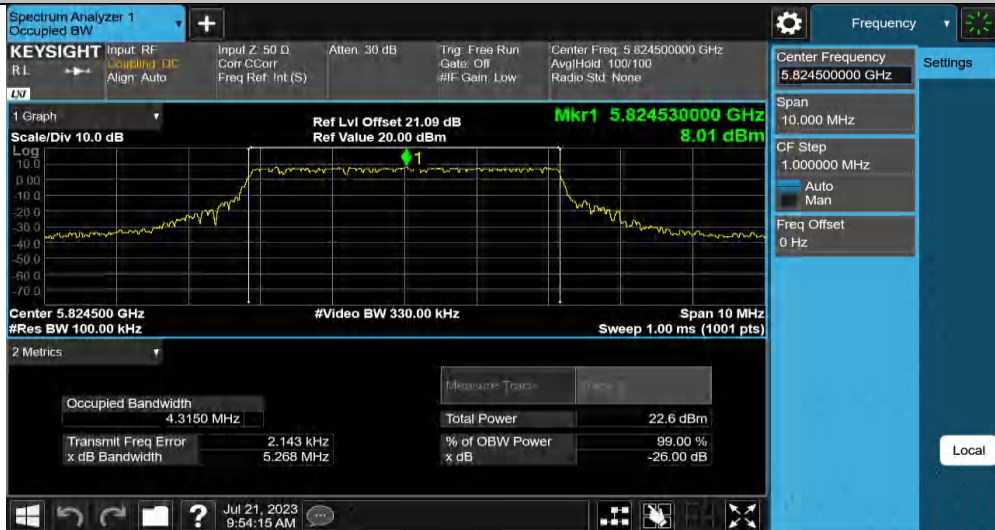 Spectrum Analyzer 1
Occupied BW
+
Frequency
KEYSIGHT
RL
LXI
Input: RF
Coupling: DC
Align: Auto
Input Z: 50 Ω
Corr CCorr
Freq Ref: Int (S)
Atten: 30 dB
Trig: Free Run
Gate: Off
#IF Gain: Low
Center Freq: 5.824500000 GHz
Avg|Hold: 100/100
Radio Std: None
Center Frequency
5.824500000 GHz
Settings
Span
10.000 MHz
CF Step
1.000000 MHz
Auto
Man
Freq Offset
0 Hz
Local
1 Graph
Scale/Div 10.0 dB
Ref Lvl Offset 21.09 dB
Ref Value 20.00 dBm
Mkr1 5.824530000 GHz
8.01 dBm
Log
10.0
0.00
-10.0
-20.0
-30.0
-40.0
-50.0
-60.0
-70.0
1
Center 5.824500 GHz
#Video BW 330.00 kHz
Span 10 MHz
#Res BW 100.00 kHz
Sweep 1.00 ms (1001 pts)
2 Metrics
Measure Trace
Occupied Bandwidth
4.3150 MHz
Total Power
22.6 dBm
Transmit Freq Error
2.143 kHz
% of OBW Power
99.00 %
x dB Bandwidth
5.268 MHz
x dB
-26.00 dB
?
Jul 21, 2023
9:54:15 AM